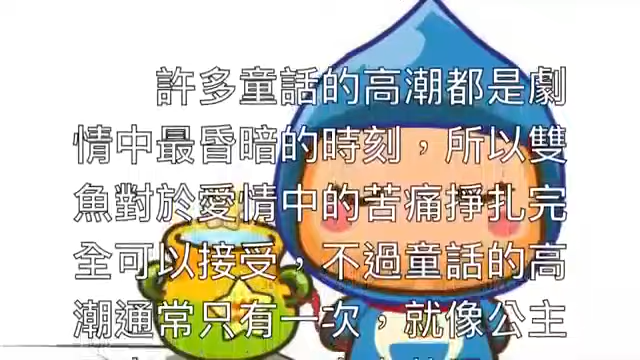 許多童話的高潮都是劇
情中最昏暗的時刻，所以雙
魚對於愛情中的苦痛掙扎完
全可以接受，不過童話的高
潮通常只有一次，就像公主